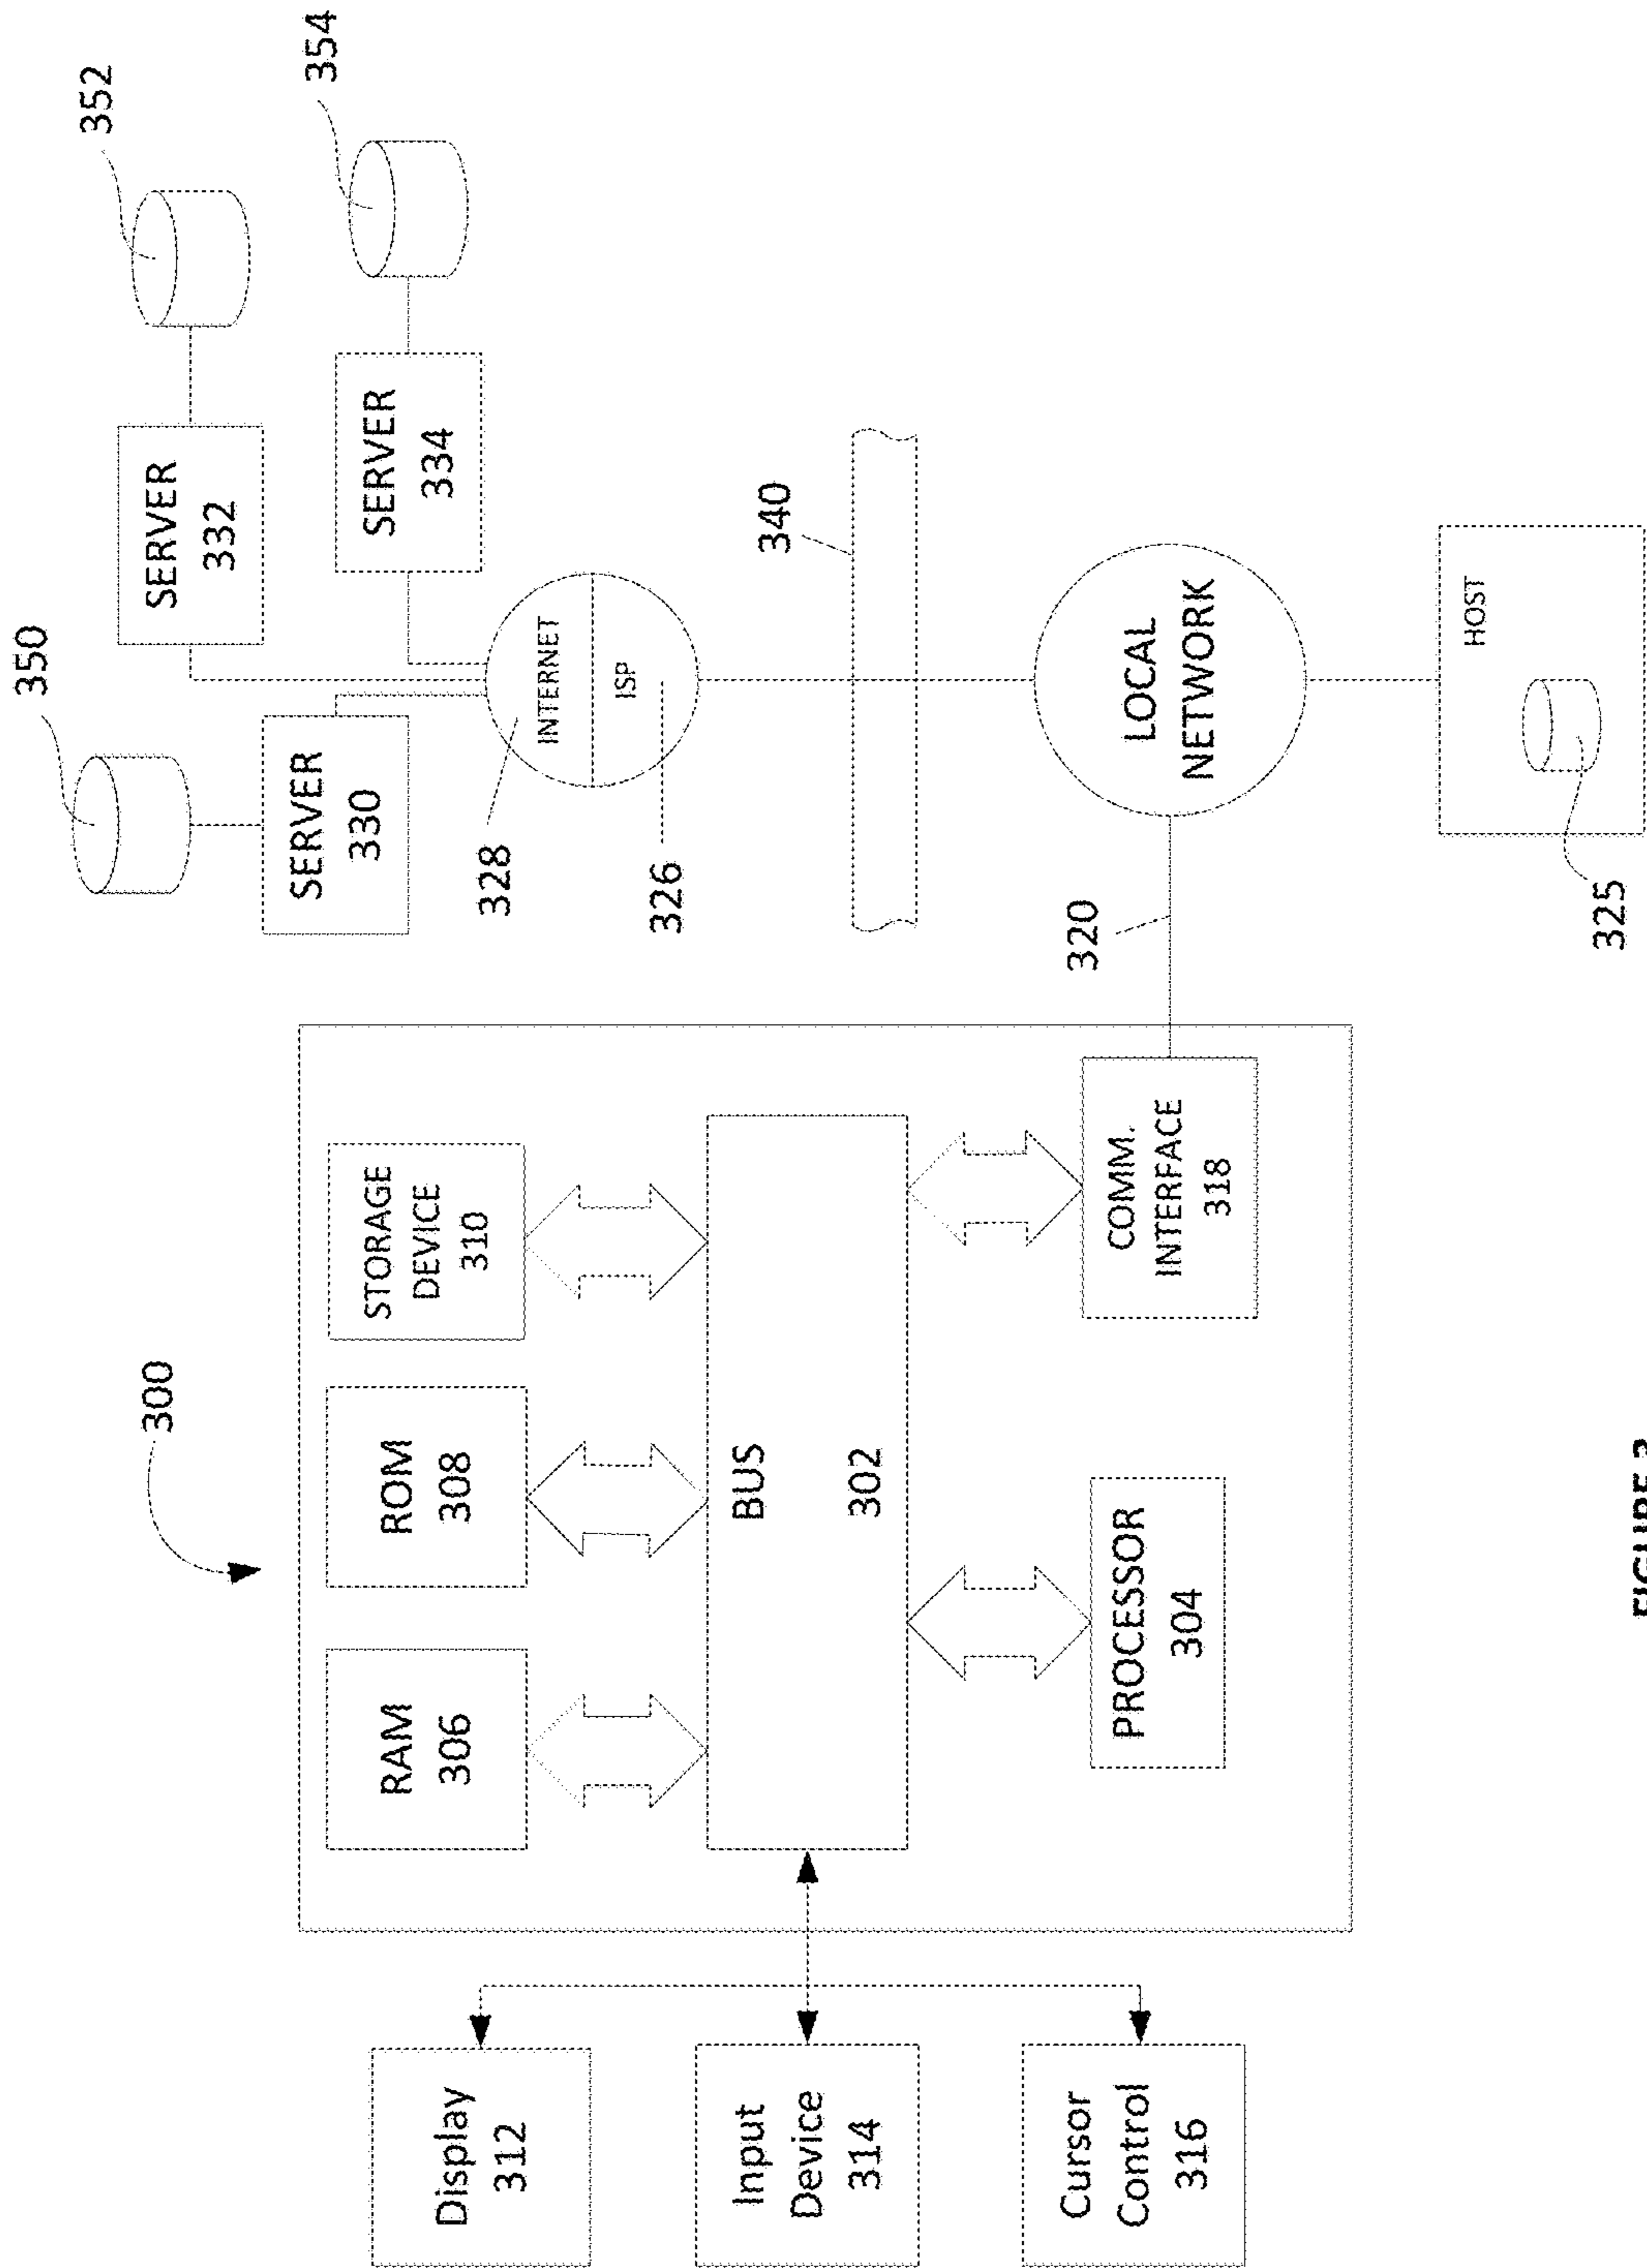 300
350
352
354
SERVER
330
SERVER
332
SERVER
334
RAM
306
ROM
308
STORAGE
DEVICE
310
Display
312
Input
Device
314
Cursor
Control
316
BUS
302
PROCESSOR
304
COMM.
INTERFACE
318
328
326
INTERNET
ISP
340
320
LOCAL
NETWORK
HOST
325
FIGURE 3